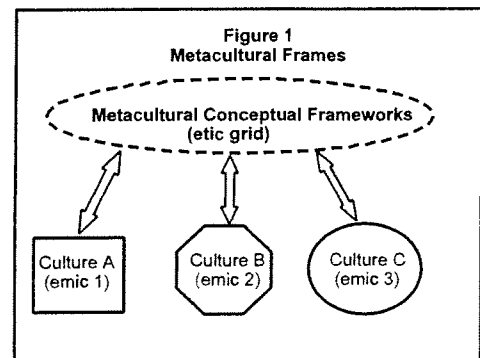 Figure 1
Metacultural Frames
Metacultural Conceptual Frameworks
(etic grid)
Culture A
(emic 1)
Culture B
(emic 2)
Culture C
(emic 3)